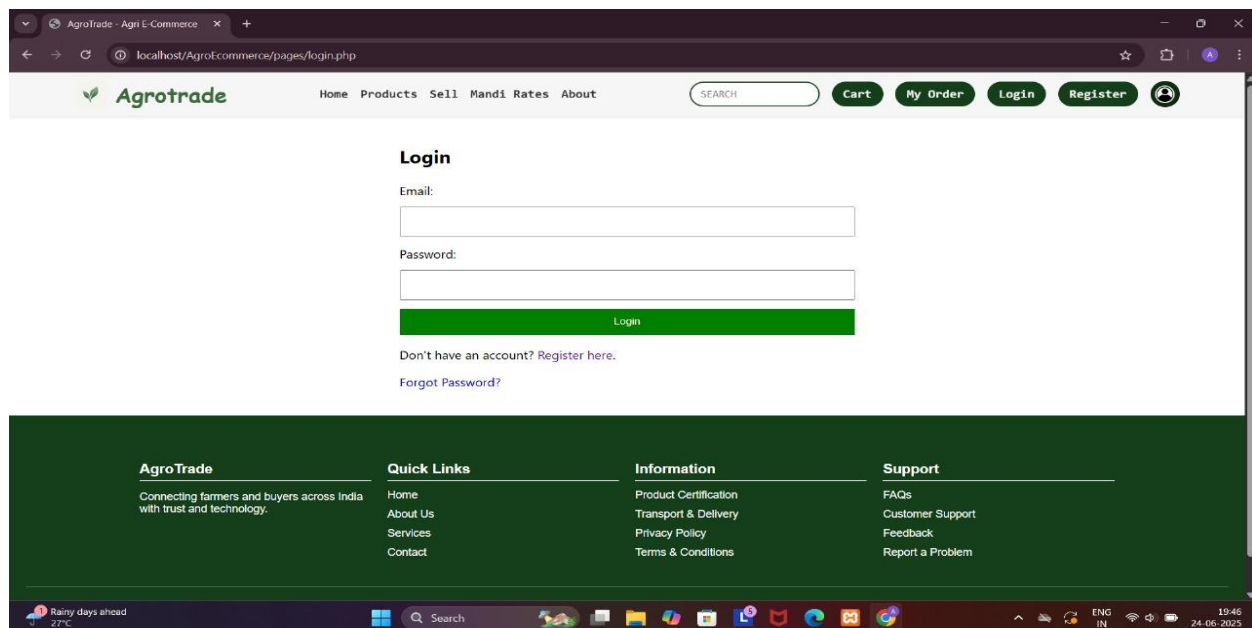 AgroTrade - Agri E-Commerce
localhost/AgroEcommerce/pages/login.php
A
Agrotrade
Home Products Sell Mandi Rates About
SEARCH
Cart My Order Login Register
Login
Email:
Password:
Login
Don't have an account? Register here.
Forgot Password?
AgroTrade
Connecting farmers and buyers across India
with trust and technology.
Quick Links
Home
About Us
Services
Contact
Information
Product Certification
Transport & Delivery
Privacy Policy
Terms & Conditions
Support
FAQs
Customer Support
Feedback
Report a Problem
1
Rainy days ahead
27°C
Search
L
5
ENG
IN
19:46
24-06-2025